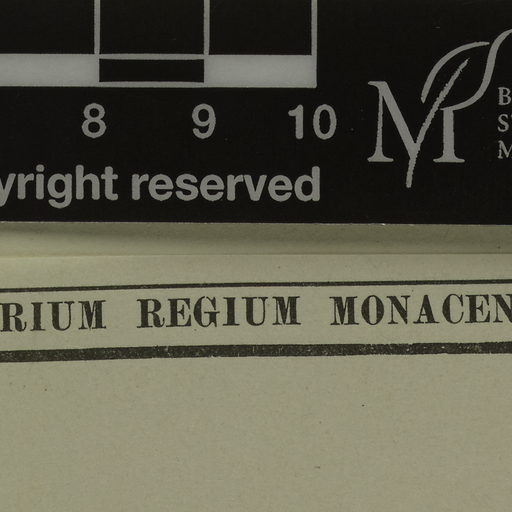 8 9 10
M B
S
M
yright reserved
RIUM REGIUM MONACEN